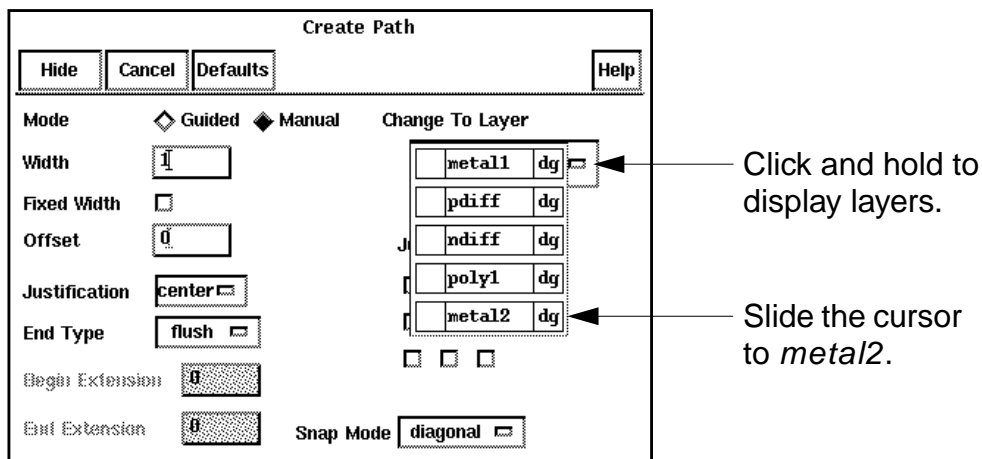 Create Path
Hide Cancel Defaults Help
Mode Guided Manual Change To Layer
Width 1
metal1 dg
Click and hold to
display layers.
Fixed Width
pdiff dg
Offset 0
ndiff dg
Justification center
poly1 dg
End Type flush
metal2 dg
Slide the cursor
to metal2.
Begin Extension 0
End Extension 0
Snap Mode diagonal